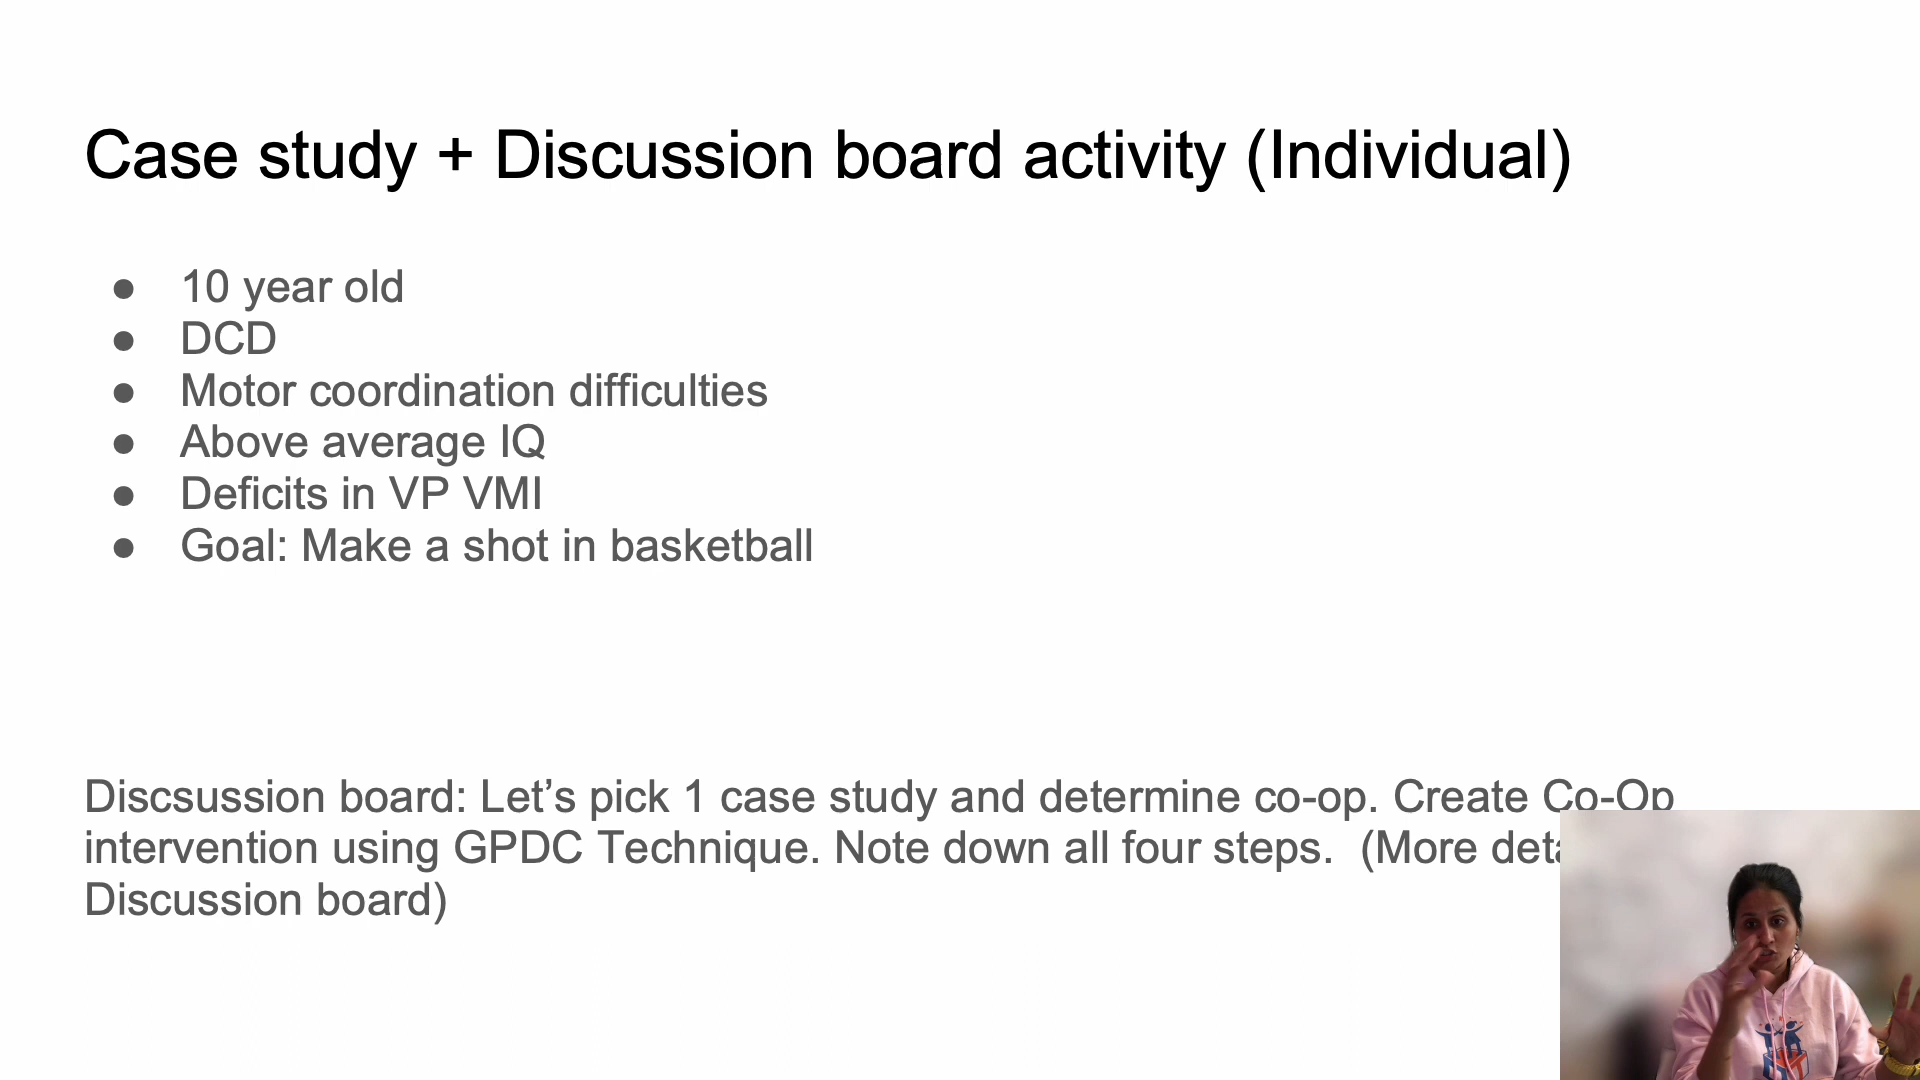 Case study + Discussion board activity (Individual)
● 10 year old
● DCD
● Motor coordination difficulties
● Above average IQ
● Deficits in VP VMI
● Goal: Make a shot in basketball
Discsussion board: Let’s pick 1 case study and determine co-op. Create Co-Op
intervention using GPDC Technique. Note down all four steps. (More
Discussion board)